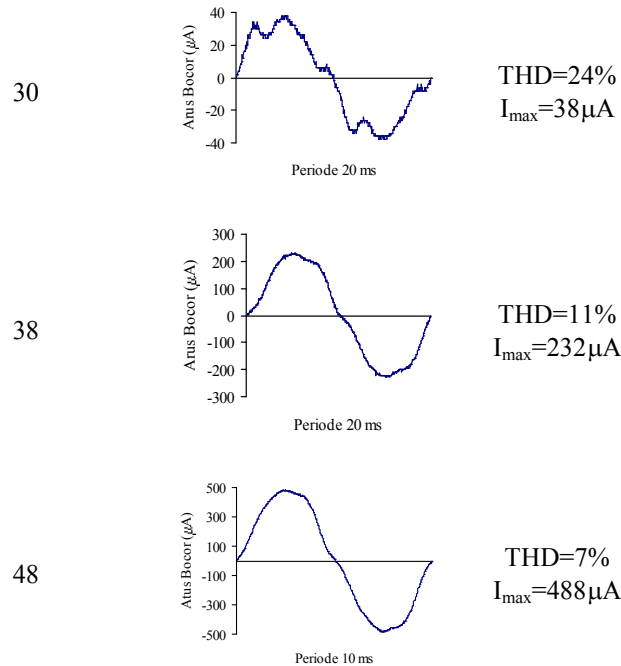 30
40
20
0
-20
-40
Arus Bocor (µA)
Periode 20 ms
THD=24%
Imax=38µA
38
300
200
100
0
-100
-200
-300
Arus Bocor (µA)
Periode 20 ms
THD=11%
Imax=232µA
48
500
300
100
-100
-300
-500
Atus Bocor (µA)
Periode 10 ms
THD=7%
Imax=488µA